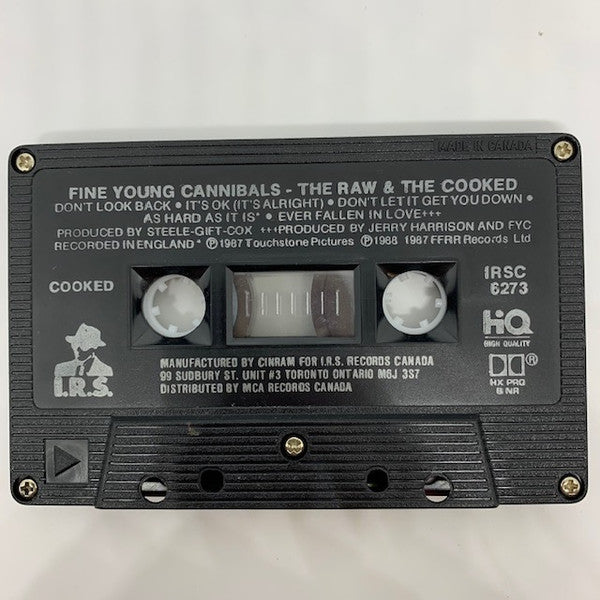 MADE IN CANADA
FINE YOUNG CANNIBALS - THE RAW & THE COOKED
DON'T LOOK BACK • IT'S OK (IT'S ALRIGHT) • DON'T LET IT GET YOU DOWN •
AS HARD AS IT IS* • EVER FALLEN IN LOVE+++
PRODUCED BY STEELE-GIFT-COX +++PRODUCED BY JERRY HARRISON AND FYC
RECORDED IN ENGLAND * ℗ 1987 Touchstone Pictures ℗ 1988 1987 FFRR Records Ltd
COOKED
IRSC
6273
HQ
HIGH QUALITY
HX PRO
B NR
I.R.S.
MANUFACTURED BY CINRAM FOR I.R.S. RECORDS CANADA
99 SUDBURY ST. UNIT #3 TORONTO ONTARIO M6J 3S7
DISTRIBUTED BY MCA RECORDS CANADA